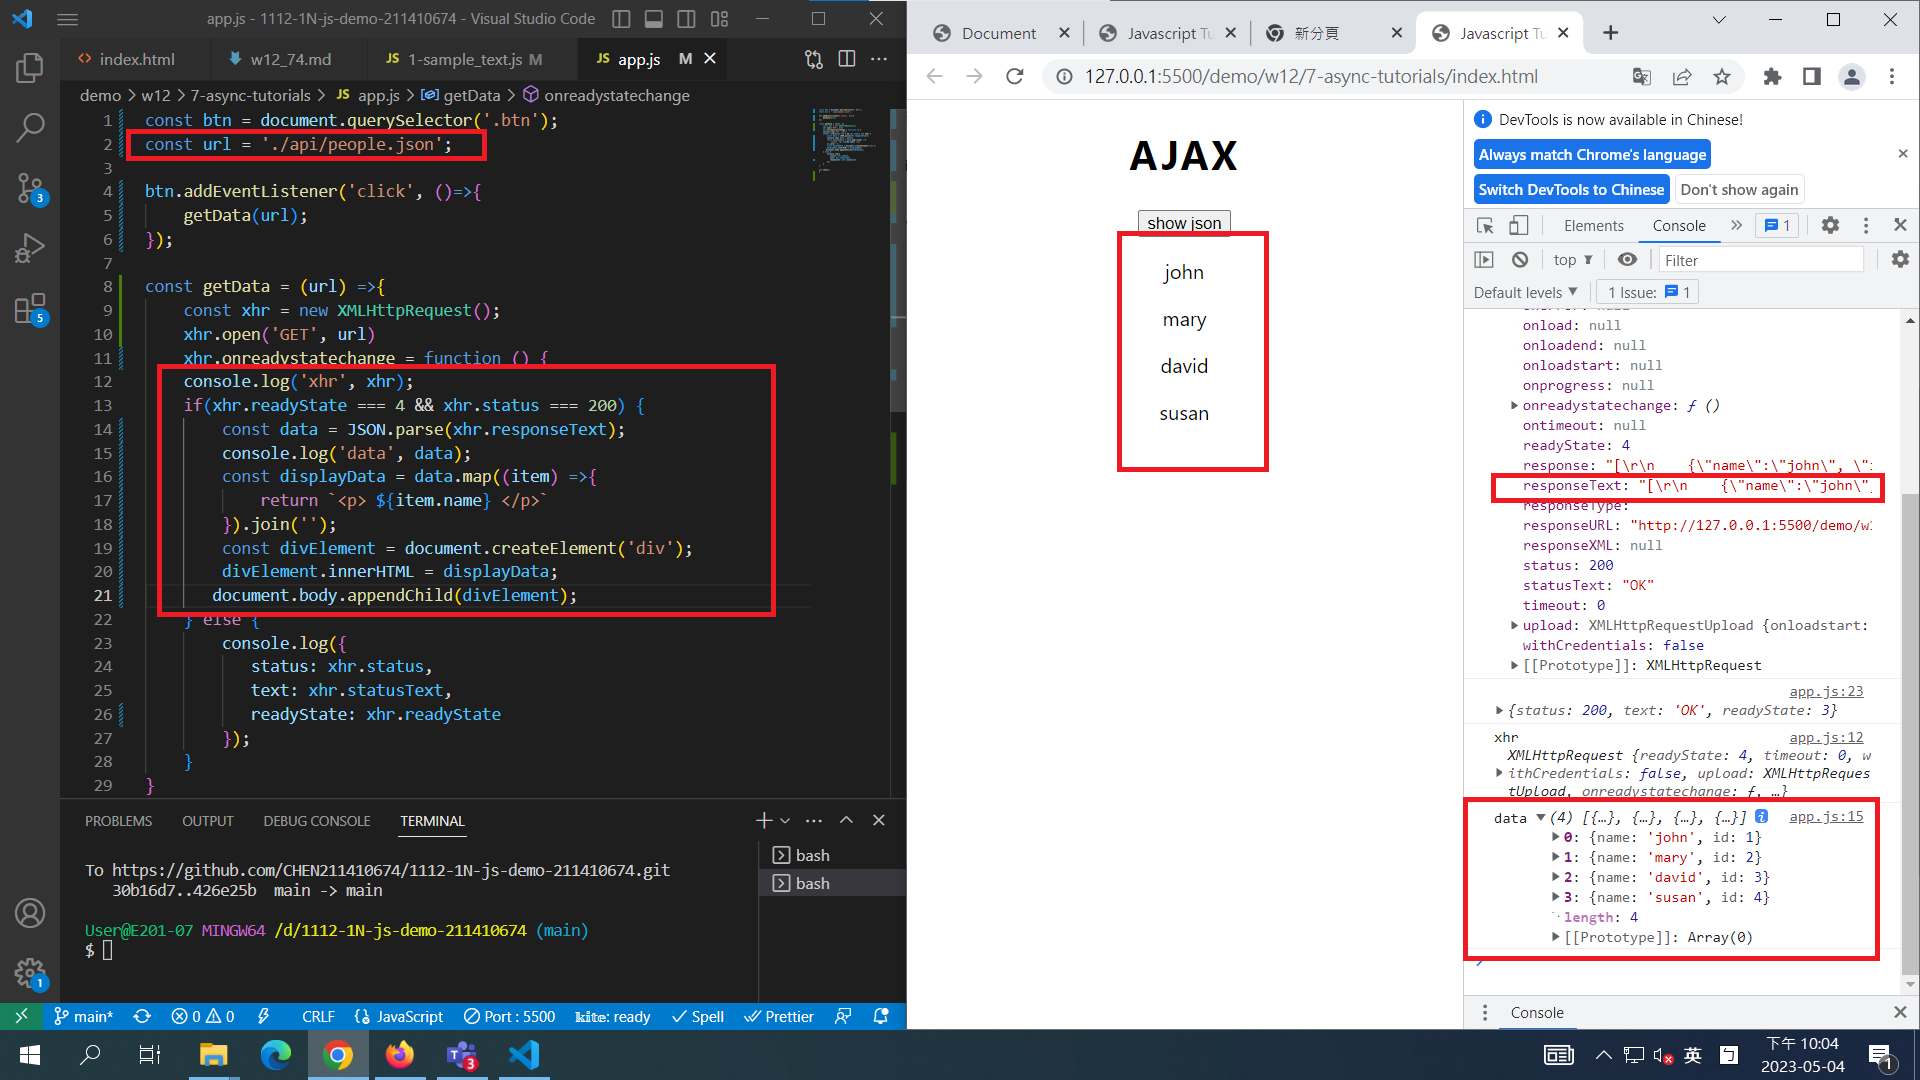 app.js - 1112-1N-js-demo-211410674 - Visual Studio Code
index.html
w12_74.md
JS 1-sample_text.js M
JS app.js M
demo > w12 > 7-async-tutorials > JS app.js > getData > onreadystatechange
1 const btn = document.querySelector('.btn');
2 const url = './api/people.json';
3
4 btn.addEventListener('click', ()=>{
5 getData(url);
6 });
7
8 const getData = (url) =>{
9 const xhr = new XMLHttpRequest();
10 xhr.open('GET', url)
11 xhr.onreadystatechange = function () {
12 console.log('xhr', xhr);
13 if(xhr.readyState === 4 && xhr.status === 200) {
14 const data = JSON.parse(xhr.responseText);
15 console.log('data', data);
16 const displayData = data.map((item) =>{
17 return `<p> ${item.name} </p>`
18 }).join('');
19 const divElement = document.createElement('div');
20 divElement.innerHTML = displayData;
21 document.body.appendChild(divElement);
22 } else {
23 console.log({
24 status: xhr.status,
25 text: xhr.statusText,
26 readyState: xhr.readyState
27 });
28 }
29 }
3
5
1
PROBLEMS OUTPUT DEBUG CONSOLE TERMINAL
To https://github.com/CHEN211410674/1112-1N-js-demo-211410674.git
30b16d7..426e25b main -> main
User@E201-07 MINGW64 /d/1112-1N-js-demo-211410674 (main)
$
bash
bash
main* 0 0 CRLF {} JavaScript Port : 5500 kite: ready Spell Prettier
Document
Javascript Tu
新分頁
Javascript Tu
127.0.0.1:5500/demo/w12/7-async-tutorials/index.html
AJAX
show json
john
mary
david
susan
DevTools is now available in Chinese!
Always match Chrome's language
Switch DevTools to Chinese
Don't show again
Elements Console » 1
top Filter
Default levels 1 Issue: 1
onload: null
onloadend: null
onloadstart: null
onprogress: null
onreadystatechange: ƒ ()
ontimeout: null
readyState: 4
response: "[\r\n {\"name\":\"john\", \"
responseText: "[\r\n {\"name\":\"john\"
responseType:
responseURL: "http://127.0.0.1:5500/demo/w1
responseXML: null
status: 200
statusText: "OK"
timeout: 0
upload: XMLHttpRequestUpload {onloadstart:
withCredentials: false
[[Prototype]]: XMLHttpRequest
app.js:23
{status: 200, text: 'OK', readyState: 3}
xhr app.js:12
XMLHttpRequest {readyState: 4, timeout: 0, w
ithCredentials: false, upload: XMLHttpReques
tUpload, onreadystatechange: ƒ, …}
data (4) [{…}, {…}, {…}, {…}] i app.js:15
0: {name: 'john', id: 1}
1: {name: 'mary', id: 2}
2: {name: 'david', id: 3}
3: {name: 'susan', id: 4}
length: 4
[[Prototype]]: Array(0)
Console
3
英
下午 10:04
2023-05-04
1